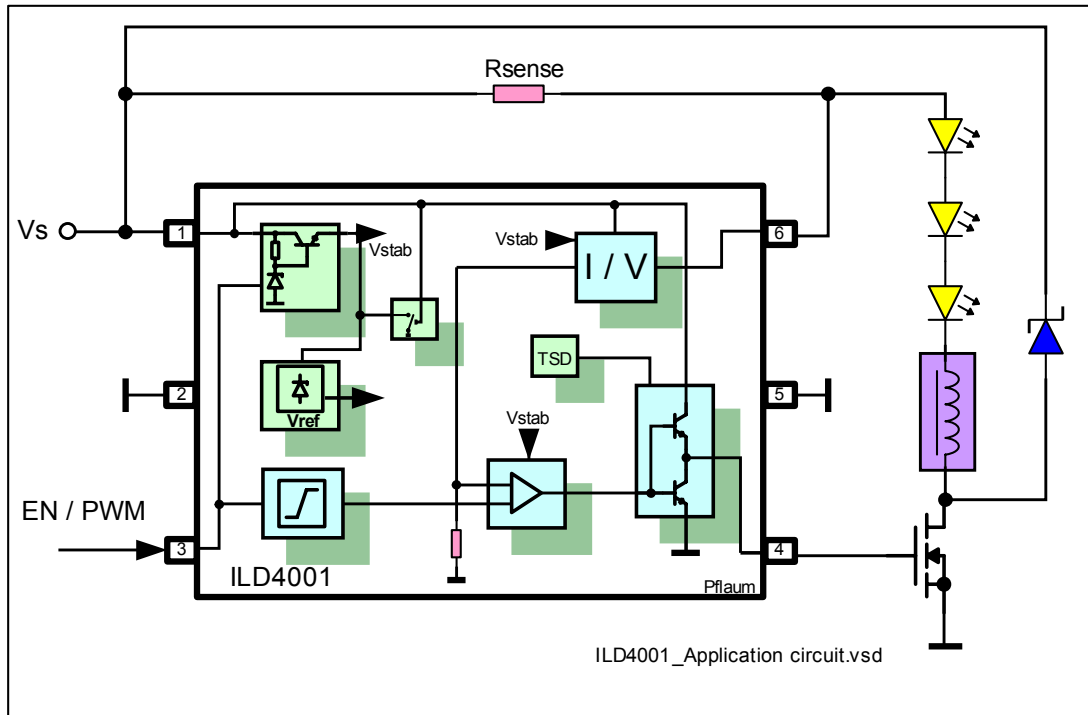 Rsense
Vs
1
Vstab
Vstab
I / V
6
TSD
2
Vref
Vstab
5
EN / PWM
3
4
ILD4001
Pflaum
ILD4001_Application circuit.vsd